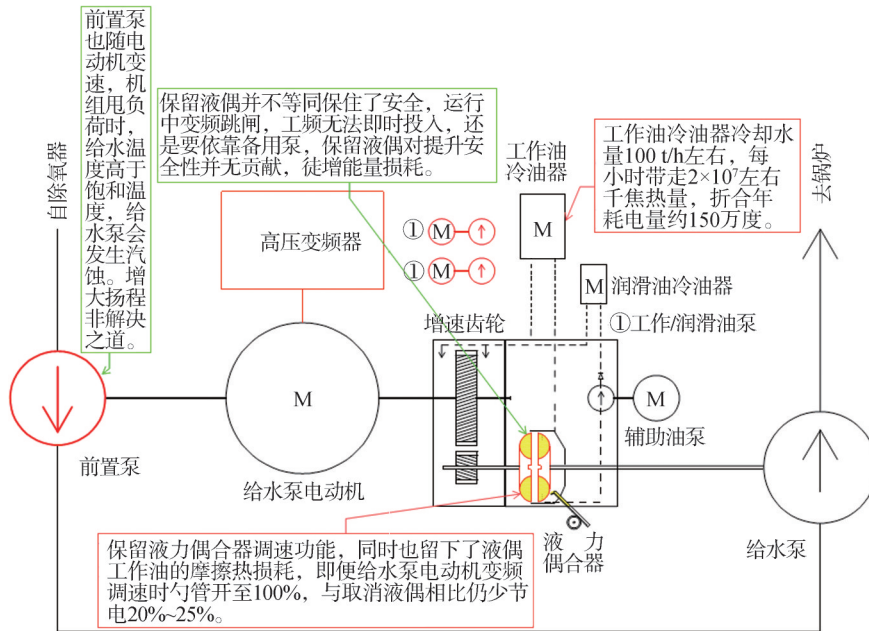 前置泵
也随电
动机变
速，机
组甩负
荷时，
给水温
度高于
饱和温
度，给
水泵会
发生汽
蚀。增
大扬程
非解决
之道。
自除氧器
保留液偶并不等同保住了安全，运行
中变频跳闸，工频无法即时投入，还
是要依靠备用泵，保留液偶对提升安
全性并无贡献，徒增能量损耗。
工作油
冷油器
工作油冷油器冷却水
量100 t/h左右，每
小时带走2×10⁷左右
千焦热量，折合年
耗电量约150万度。
去锅炉
高压变频器
① M
① M
M
M 润滑油冷油器
增速齿轮
①工作/润滑油泵
M
M
辅助油泵
前置泵
给水泵电动机
液力
偶合器
给水泵
保留液力偶合器调速功能，同时也留下了液偶
工作油的摩擦热损耗，即便给水泵电动机变频
调速时勺管开至100%，与取消液偶相比仍少节
电20%~25%。